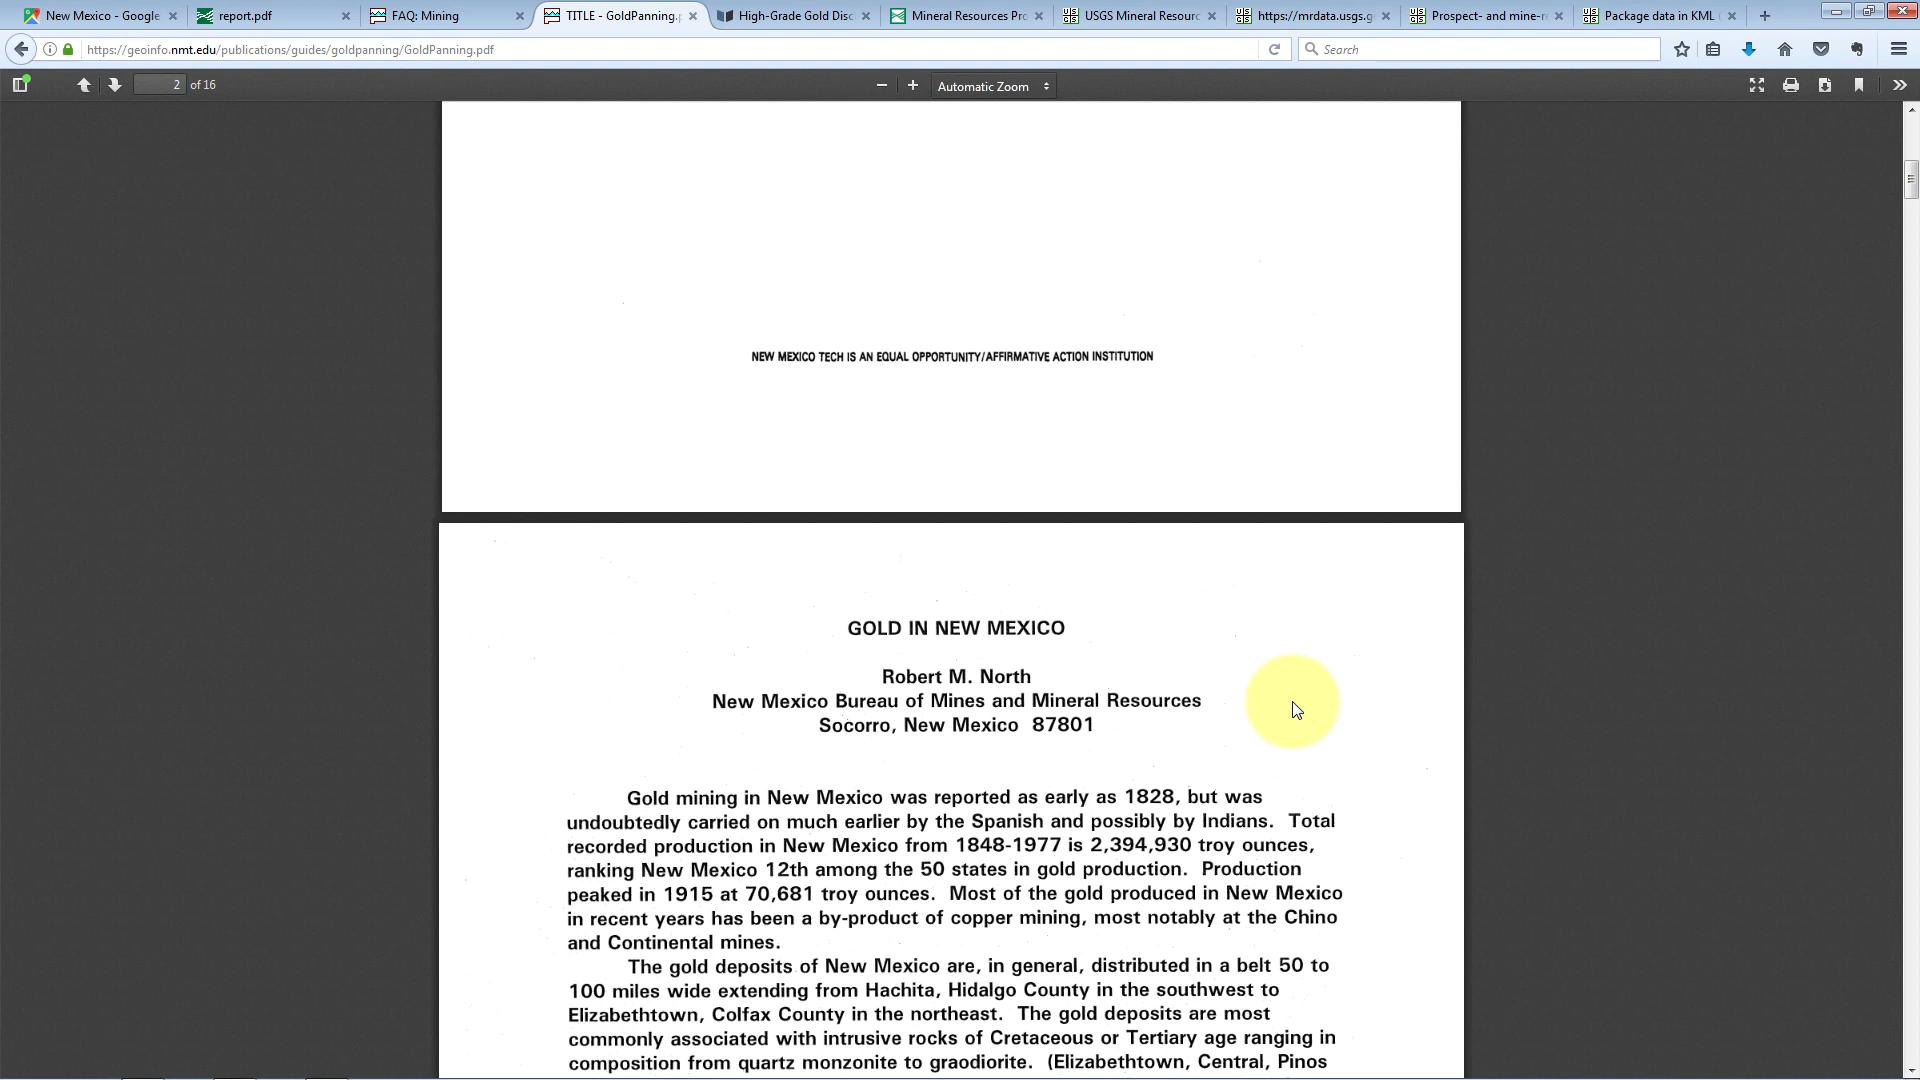 New Mexico - Google
report.pdf
FAQ: Mining
TITLE - GoldPanning.p
High-Grade Gold Disc
Mineral Resources Pro
USGS Mineral Resourc
https://mrdata.usgs.g
Prospect- and mine-r
Package data in KML
https://geoinfo.nmt.edu/publications/guides/goldpanning/GoldPanning.pdf
Search
2 of 16
Automatic Zoom
NEW MEXICO TECH IS AN EQUAL OPPORTUNITY/AFFIRMATIVE ACTION INSTITUTION
GOLD IN NEW MEXICO
Robert M. North
New Mexico Bureau of Mines and Mineral Resources
Socorro, New Mexico 87801
Gold mining in New Mexico was reported as early as 1828, but was
undoubtedly carried on much earlier by the Spanish and possibly by Indians. Total
recorded production in New Mexico from 1848-1977 is 2,394,930 troy ounces,
ranking New Mexico 12th among the 50 states in gold production. Production
peaked in 1915 at 70,681 troy ounces. Most of the gold produced in New Mexico
in recent years has been a by-product of copper mining, most notably at the Chino
and Continental mines.
The gold deposits of New Mexico are, in general, distributed in a belt 50 to
100 miles wide extending from Hachita, Hidalgo County in the southwest to
Elizabethtown, Colfax County in the northeast. The gold deposits are most
commonly associated with intrusive rocks of Cretaceous or Tertiary age ranging in
composition from quartz monzonite to graodiorite. (Elizabethtown, Central, Pinos